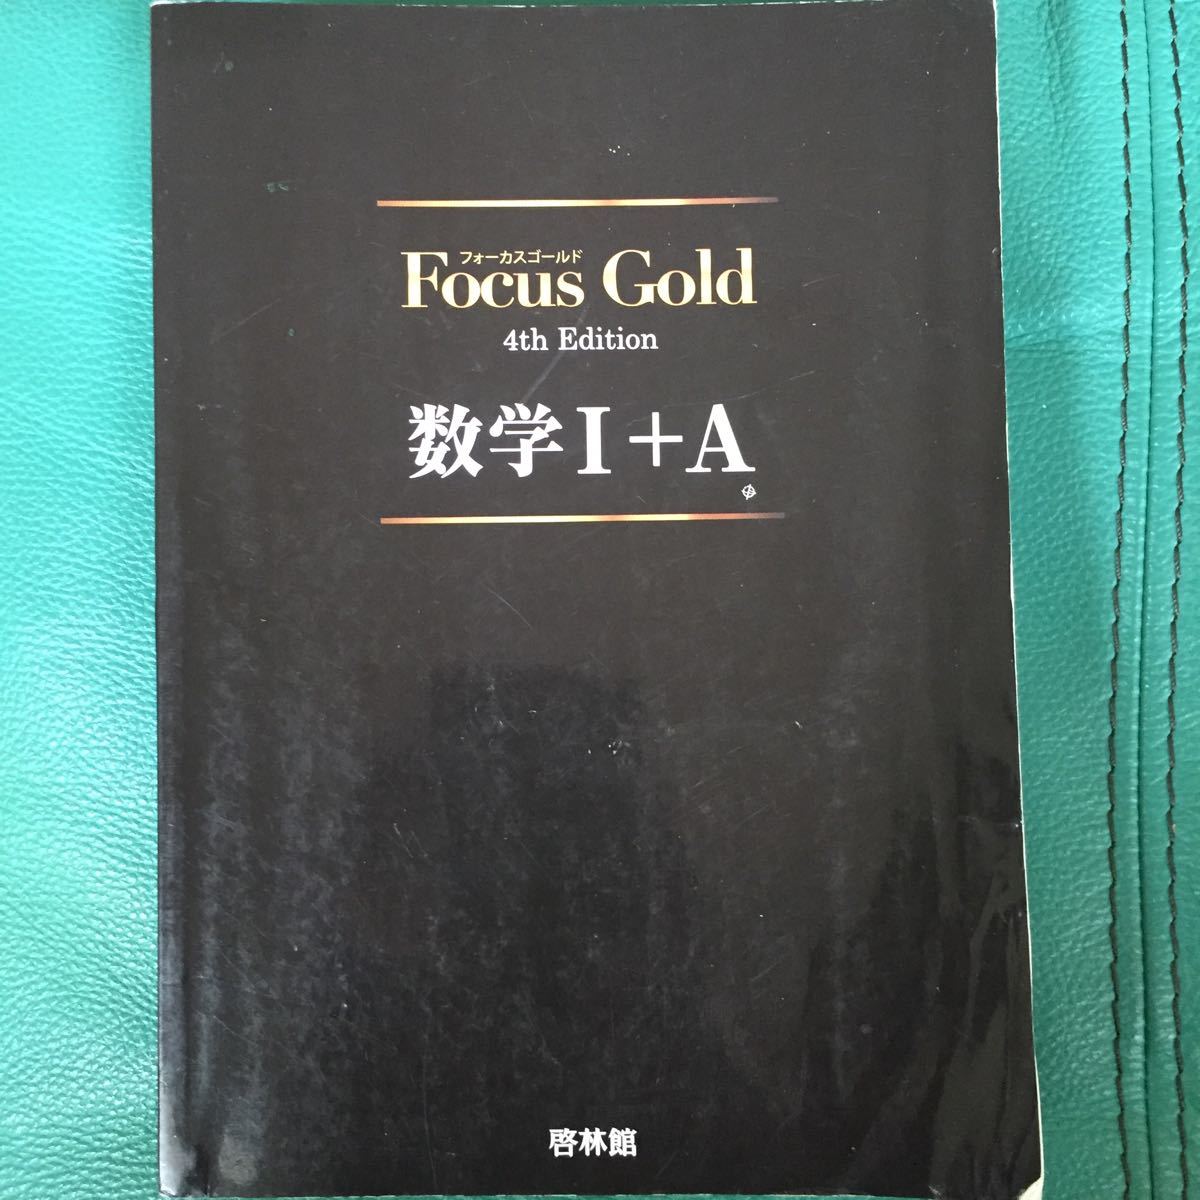 フォーカスゴールド
Focus Gold
4th Edition
数学I+A
啓林館